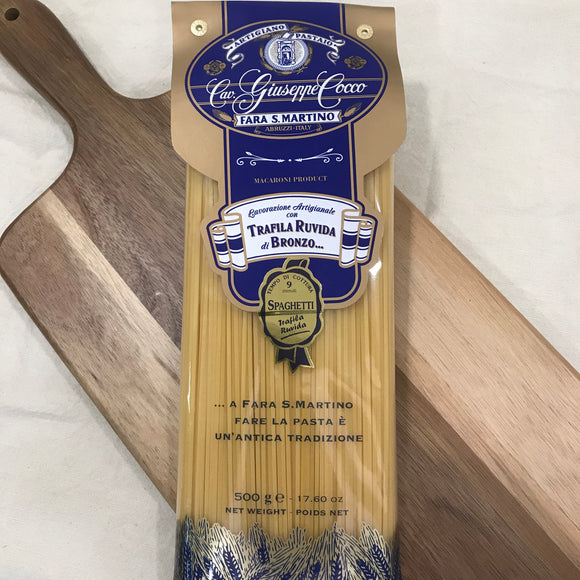 ARTIGIANO PASTAIO
Cav. Giuseppe Cocco
FARA S. MARTINO
ABRUZZI-ITALY
MACARONI PRODUCT
Lavorazione Artigianale
con
TRAFILA RUVIDA
di BRONZO...
TEMPO DI COTTURA
9
minuti
SPAGHETTI
Trafila
Ruvida
... A FARA S.MARTINO
FARE LA PASTA È
UN'ANTICA TRADIZIONE
500 g e - 17.60 OZ
NET WEIGHT - POIDS NET